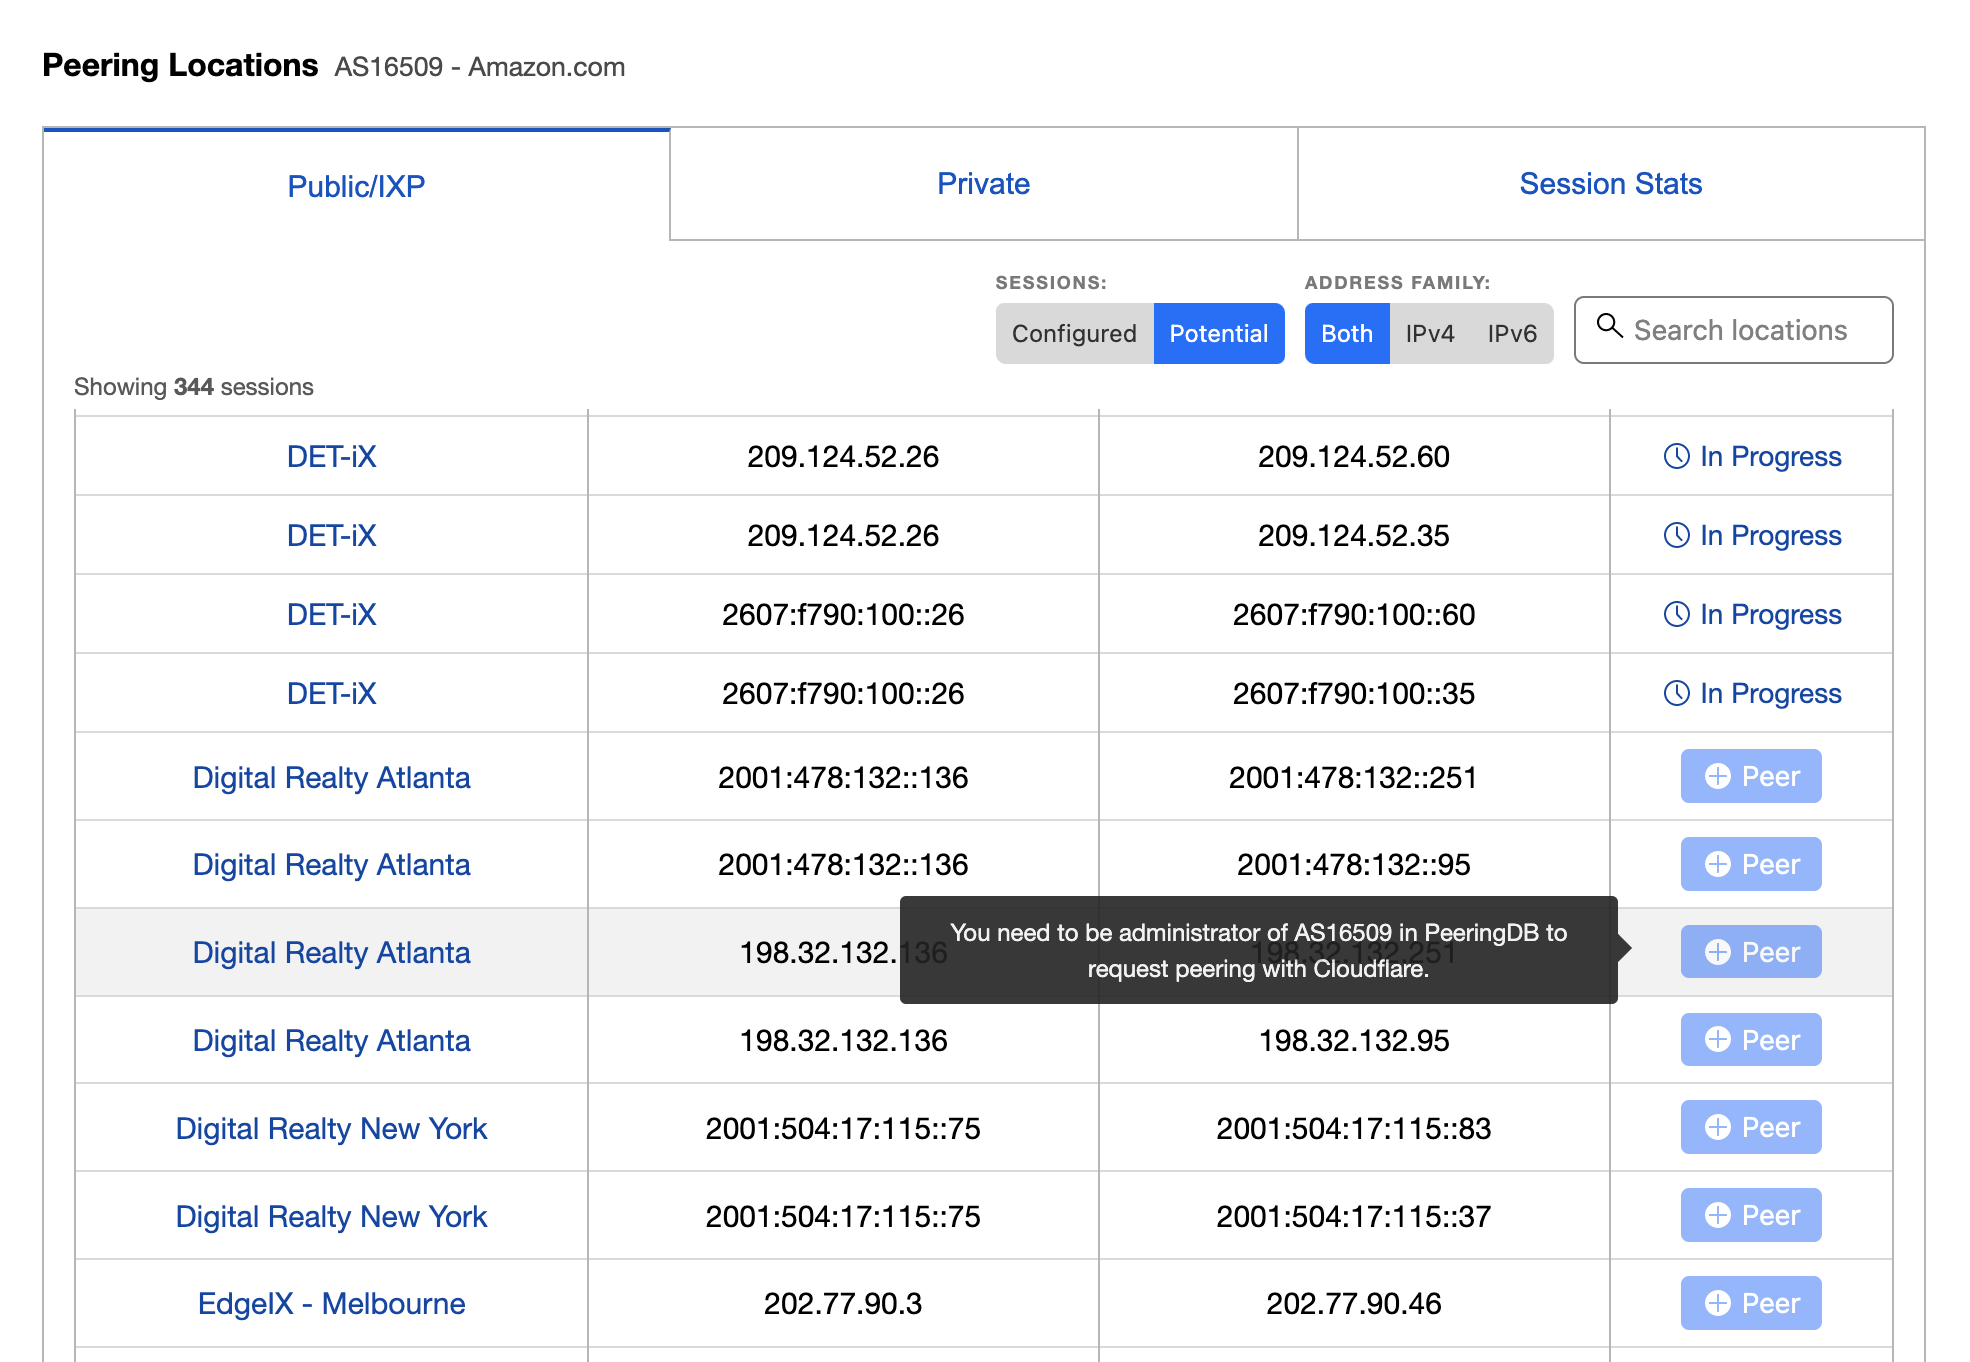 Peering Locations AS16509 - Amazon.com
Public/IXP Private Session Stats
SESSIONS: ADDRESS FAMILY:
Configured Potential Both IPv4 IPv6 Search locations
Showing 344 sessions
DET-iX 209.124.52.26 209.124.52.60 In Progress
DET-iX 209.124.52.26 209.124.52.35 In Progress
DET-iX 2607:f790:100::26 2607:f790:100::60 In Progress
DET-iX 2607:f790:100::26 2607:f790:100::35 In Progress
Digital Realty Atlanta 2001:478:132::136 2001:478:132::251 Peer
Digital Realty Atlanta 2001:478:132::136 2001:478:132::95 Peer
Digital Realty Atlanta 198.32.132.136 198.32.132.251 Peer
You need to be administrator of AS16509 in PeeringDB to
request peering with Cloudflare.
Digital Realty Atlanta 198.32.132.136 198.32.132.95 Peer
Digital Realty New York 2001:504:17:115::75 2001:504:17:115::83 Peer
Digital Realty New York 2001:504:17:115::75 2001:504:17:115::37 Peer
EdgeIX - Melbourne 202.77.90.3 202.77.90.46 Peer